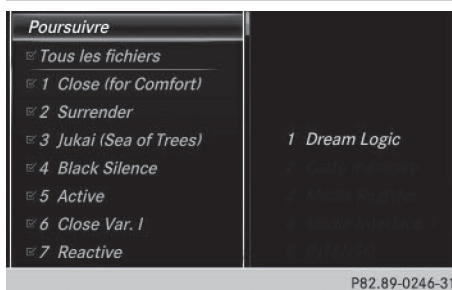 Poursuivre
Tous les fichiers
1 Close (for Comfort)
2 Surrender
3 Jukai (Sea of Trees)
4 Black Silence
5 Active
6 Close Var. I
7 Reactive
1 Dream Logic
P82.89-0246-31